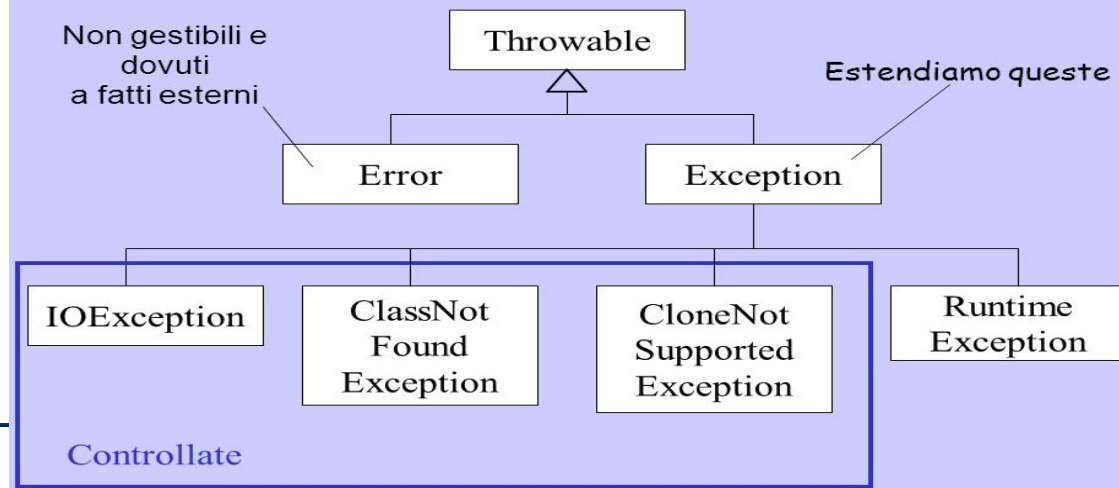 Non gestibili e
dovuti
a fatti esterni
Throwable
Estendiamo queste
Error
Exception
IOException
ClassNot
Found
Exception
CloneNot
Supported
Exception
Runtime
Exception
Controllate